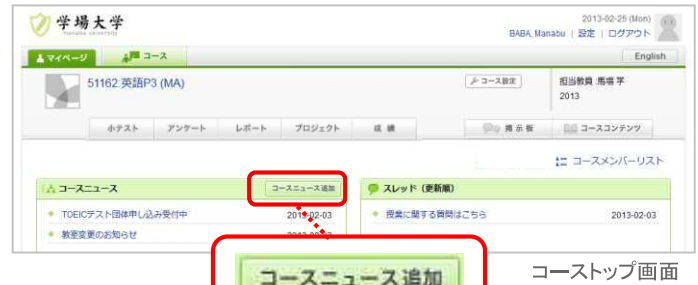 学場大学
2013-02-25 (Mon)
BABA, Manabu | 設定 | ログアウト
マイページ コース English
51162 英語P3 (MA)
コース設定
担当教員:馬場 学
2013
小テスト アンケート レポート プロジェクト 成績 掲示板 コースコンテンツ
コースメンバーリスト
コースニュース コースニュース追加 スレッド (更新順)
TOEICテスト団体申し込み受付中 2013-02-03 授業に関する質問はこちら 2013-02-03
教室変更のお知らせ
コースニュース追加
コーストップ画面